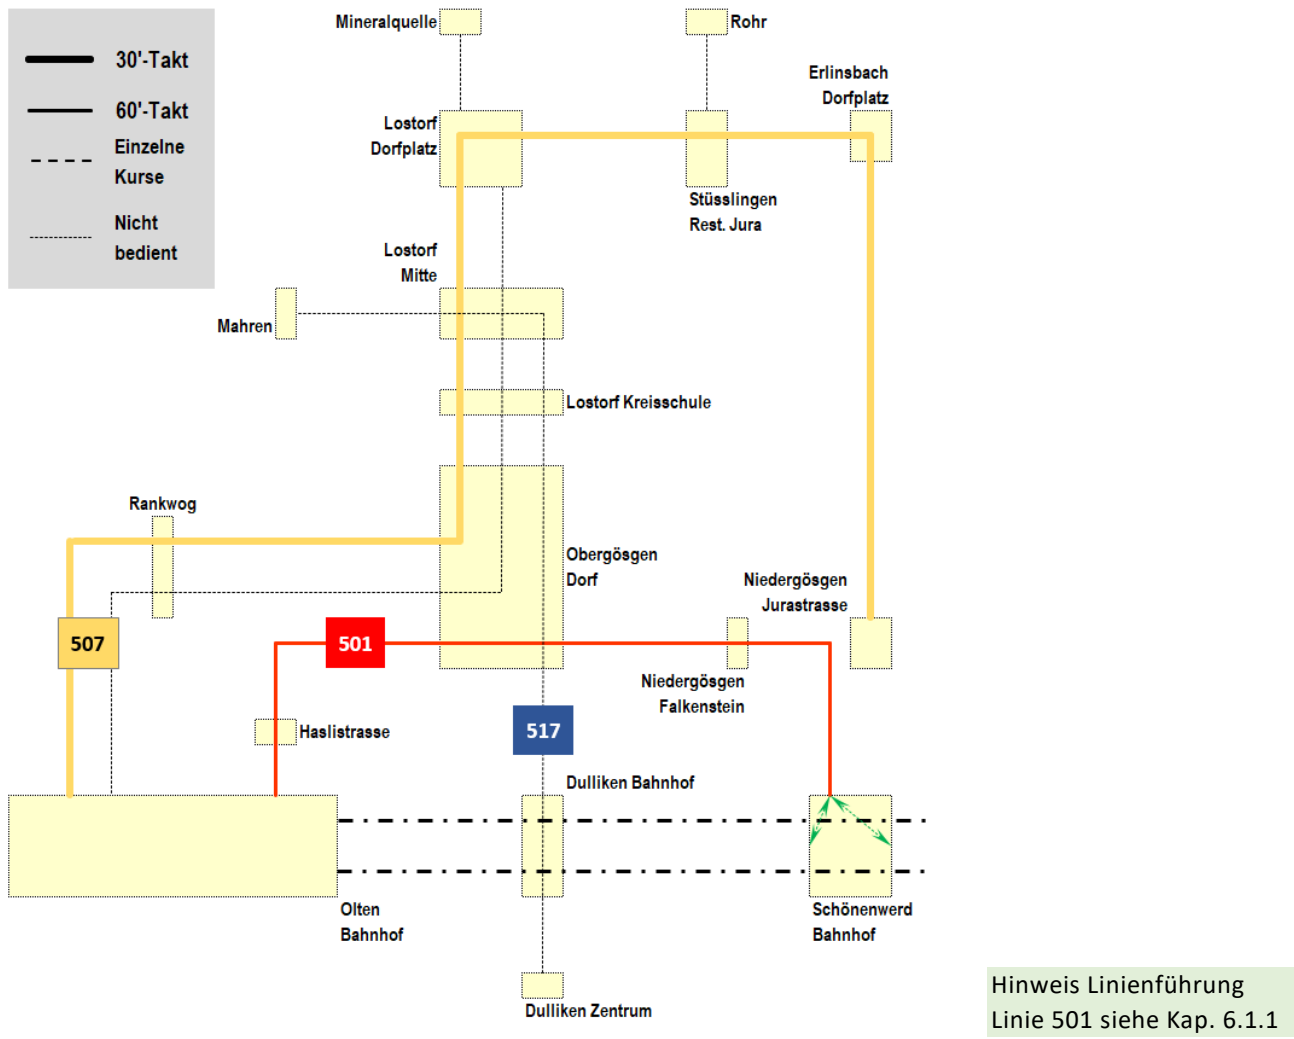 30'-Takt
60'-Takt
Einzelne
Kurse
Nicht
bedient
Mineralquelle
Rohr
Erlinsbach
Dorfplatz
Lostorf
Dorfplatz
Stüsslingen
Rest. Jura
Lostorf
Mitte
Mahren
Lostorf Kreisschule
Rankwog
Obergösgen
Dorf
Niedergösgen
Jurastrasse
507
501
Niedergösgen
Falkenstein
Haslistrasse
517
Dulliken Bahnhof
Olten
Bahnhof
Schönenwerd
Bahnhof
Dulliken Zentrum
Hinweis Linienführung
Linie 501 siehe Kap. 6.1.1